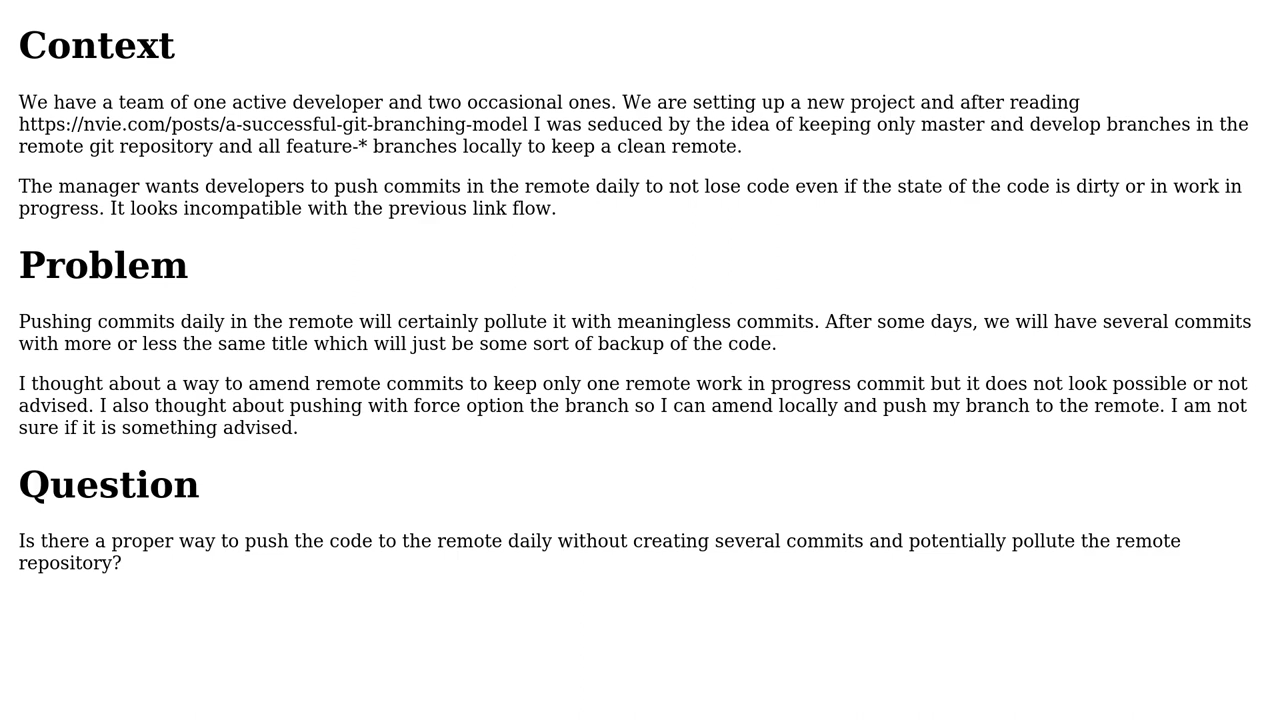 Context
We have a team of one active developer and two occasional ones. We are setting up a new project and after reading
https://nvie.com/posts/a-successful-git-branching-model I was seduced by the idea of keeping only master and develop branches in the
remote git repository and all feature-* branches locally to keep a clean remote.
The manager wants developers to push commits in the remote daily to not lose code even if the state of the code is dirty or in work in
progress. It looks incompatible with the previous link flow.
Problem
Pushing commits daily in the remote will certainly pollute it with meaningless commits. After some days, we will have several commits
with more or less the same title which will just be some sort of backup of the code.
I thought about a way to amend remote commits to keep only one remote work in progress commit but it does not look possible or not
advised. I also thought about pushing with force option the branch so I can amend locally and push my branch to the remote. I am not
sure if it is something advised.
Question
Is there a proper way to push the code to the remote daily without creating several commits and potentially pollute the remote
repository?